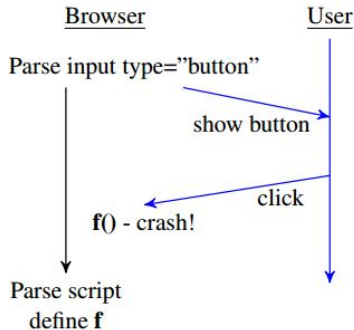 Browser
User
Parse input type=”button”
show button
click
f() - crash!
Parse script
define f